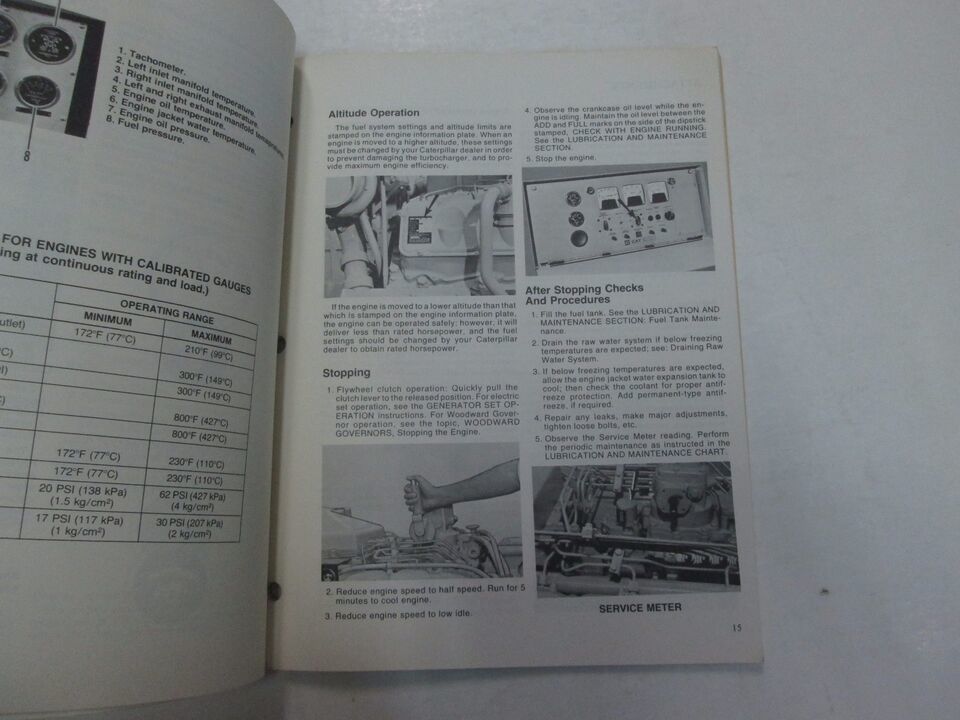 8
1. Tachometer.
2. Left inlet manifold temperature.
3. Right inlet manifold temperature.
4. Left and right exhaust manifold temperatures.
5. Engine oil temperature.
6. Engine jacket water temperature.
7. Engine oil pressure.
8. Fuel pressure.
FOR ENGINES WITH CALIBRATED GAUGES
ing at continuous rating and load.)
OPERATING RANGE
MINIMUM MAXIMUM
utlet) 172°F (77°C) 210°F (99°C)
°C) 300°F (149°C)
300°F (149°C)
800°F (427°C)
800°F (427°C)
172°F (77°C) 230°F (110°C)
172°F (77°C) 230°F (110°C)
20 PSI (138 kPa) 62 PSI (427 kPa)
(1.5 kg/cm²) (4 kg/cm²)
17 PSI (117 kPa) 30 PSI (207 kPa)
(1 kg/cm²) (2 kg/cm²)
Altitude Operation
The fuel system settings and altitude limits are
stamped on the engine information plate. When an
engine is moved to a higher altitude, these settings
must be changed by your Caterpillar dealer in order
to prevent damaging the turbocharger, and to pro-
vide maximum engine efficiency.
If the engine is moved to a lower altitude than that
which is stamped on the engine information plate,
the engine can be operated safely; however, it will
deliver less than rated horsepower, and the fuel
settings should be changed by your Caterpillar
dealer to obtain rated horsepower.
Stopping
1. Flywheel clutch operation: Quickly pull the
clutch lever to the released position. For electric
set operation, see the GENERATOR SET OP-
ERATION instructions. For Woodward Gover-
nor operation, see the topic, WOODWARD
GOVERNORS, Stopping the Engine.
2. Reduce engine speed to half speed. Run for 5
minutes to cool engine.
3. Reduce engine speed to low idle.
4. Observe the crankcase oil level while the en-
gine is idling. Maintain the oil level between the
ADD and FULL marks on the side of the dipstick
stamped, CHECK WITH ENGINE RUNNING.
See the LUBRICATION AND MAINTENANCE
SECTION.
5. Stop the engine.
CAT
After Stopping Checks
And Procedures
1. Fill the fuel tank. See the LUBRICATION AND
MAINTENANCE SECTION: Fuel Tank Mainte-
nance.
2. Drain the raw water system if below freezing
temperatures are expected; see: Draining Raw
Water System.
3. If below freezing temperatures are expected,
allow the engine jacket water expansion tank to
cool; then check the coolant for proper antif-
reeze protection. Add permanent-type antif-
reeze, if required.
4. Repair any leaks, make major adjustments,
tighten loose bolts, etc.
5. Observe the Service Meter reading. Perform
the periodic maintenance as instructed in the
LUBRICATION AND MAINTENANCE CHART.
SERVICE METER
15